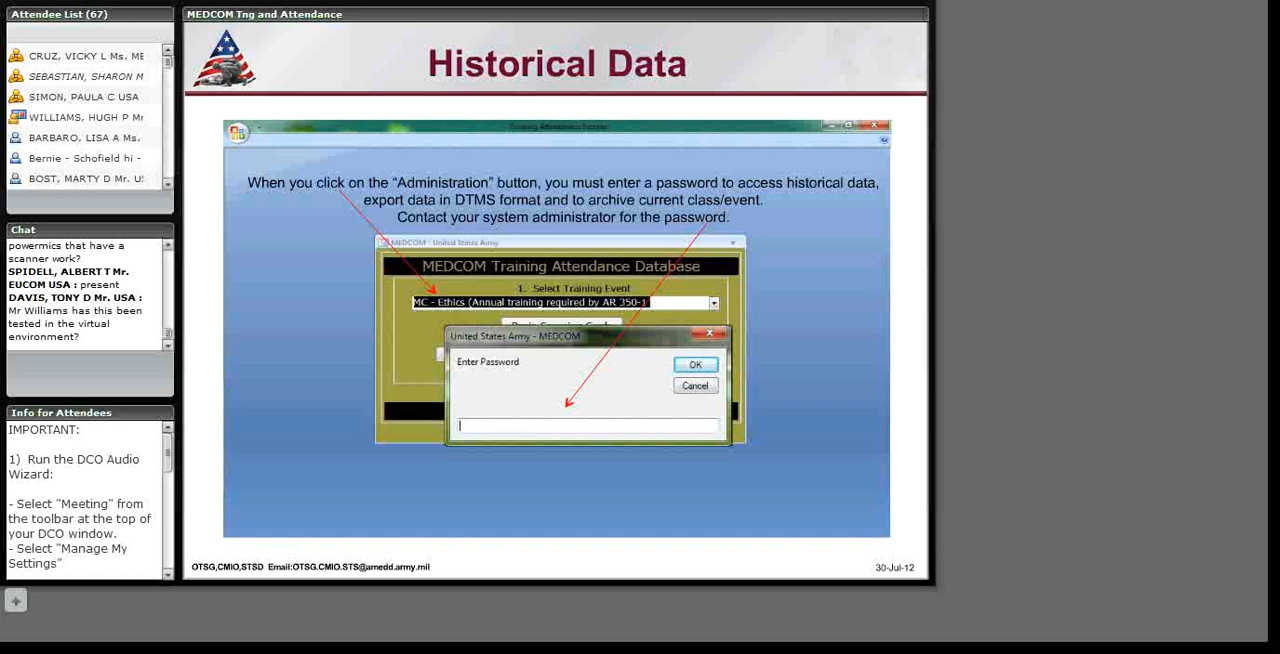 Attendee List (67)
CRUZ, VICKY L Ms. ME
SEBASTIAN, SHARON M
SIMON, PAULA C USA
WILLIAMS, HUGH P Mr
BARBARO, LISA A Ms.
Bernie - Schofield hi -
BOST, MARTY D Mr. U
Chat
powermics that have a
scanner work?
SPIDELL, ALBERT T Mr.
EUCOM USA : present
DAVIS, TONY D Mr. USA :
Mr Williams has this been
tested in the virtual
environment?
Info for Attendees
IMPORTANT:
1) Run the DCO Audio
Wizard:
- Select "Meeting" from
the toolbar at the top of
your DCO window.
- Select "Manage My
Settings"
MEDCOM Tng and Attendance
Historical Data
Training Attendance
When you click on the “Administration” button, you must enter a password to access historical data,
export data in DTMS format and to archive current class/event.
Contact your system administrator for the password.
MEDCOM - United States Army
MEDCOM Training Attendance Database
1. Select Training Event
MC - Ethics (Annual training required by AR 350-1
United States Army - MEDCOM
Enter Password
OK
Cancel
OTSG,CMIO,STSD Email:OTSG.CMIO.STS@amedd.army.mil
30-Jul-12